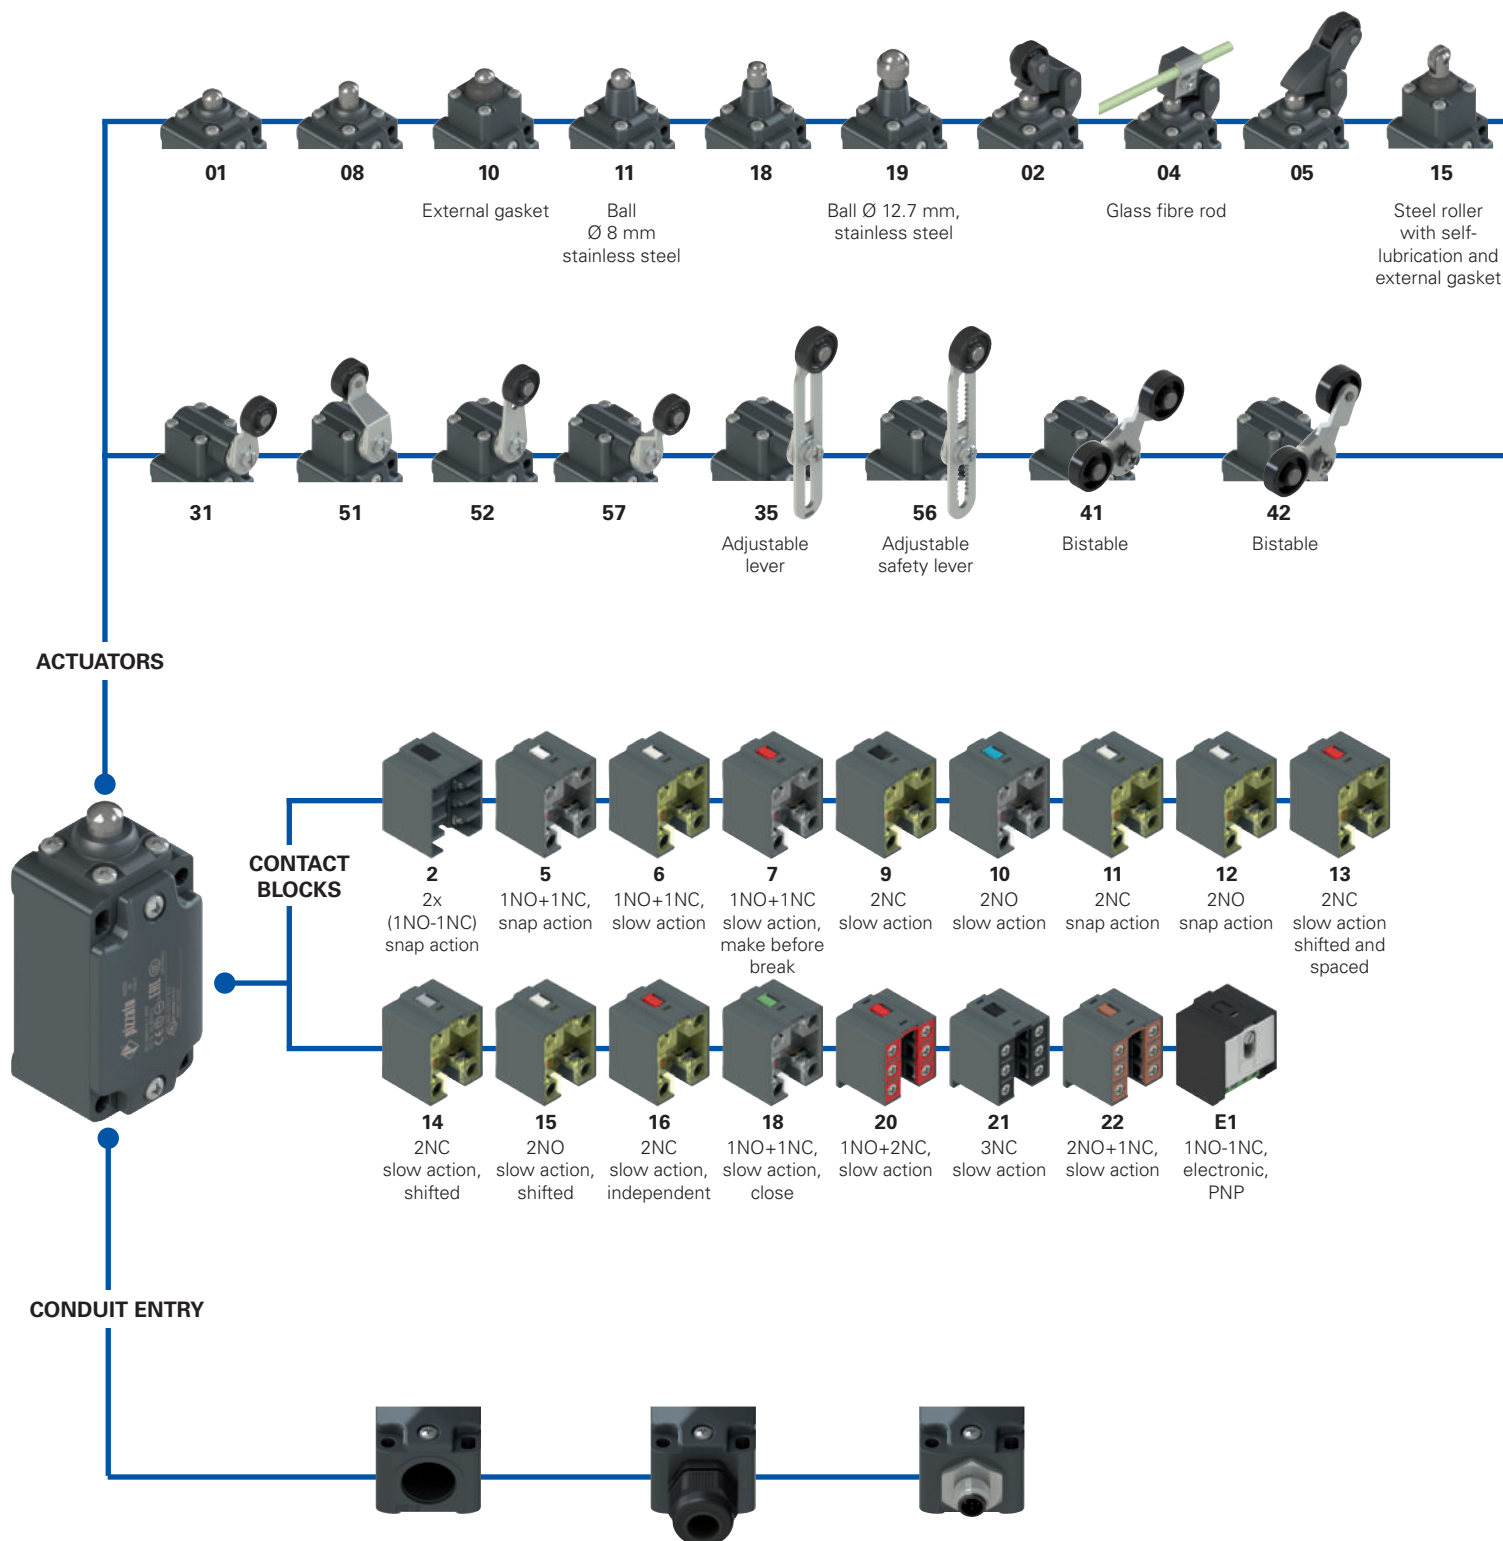 01
08
10
11
18
19
02
04
05
15
External gasket
Ball
Ø 8 mm
stainless steel
Ball Ø 12.7 mm,
stainless steel
Glass fibre rod
Steel roller
with self-
lubrication and
external gasket
31
51
52
57
35
56
41
42
Adjustable
lever
Adjustable
safety lever
Bistable
Bistable
ACTUATORS
CONTACT
BLOCKS
2
2x
(1NO-1NC)
snap action
5
1NO+1NC,
snap action
6
1NO+1NC,
slow action
7
1NO+1NC
slow action,
make before
break
9
2NC
slow action
10
2NO
slow action
11
2NC
snap action
12
2NO
snap action
13
2NC
slow action
shifted and
spaced
pizzato
14
2NC
slow action,
shifted
15
2NO
slow action,
shifted
16
2NC
slow action,
independent
18
1NO+1NC,
slow action,
close
20
1NO+2NC,
slow action
21
3NC
slow action
22
2NO+1NC,
slow action
E1
1NO-1NC,
electronic,
PNP
CONDUIT ENTRY